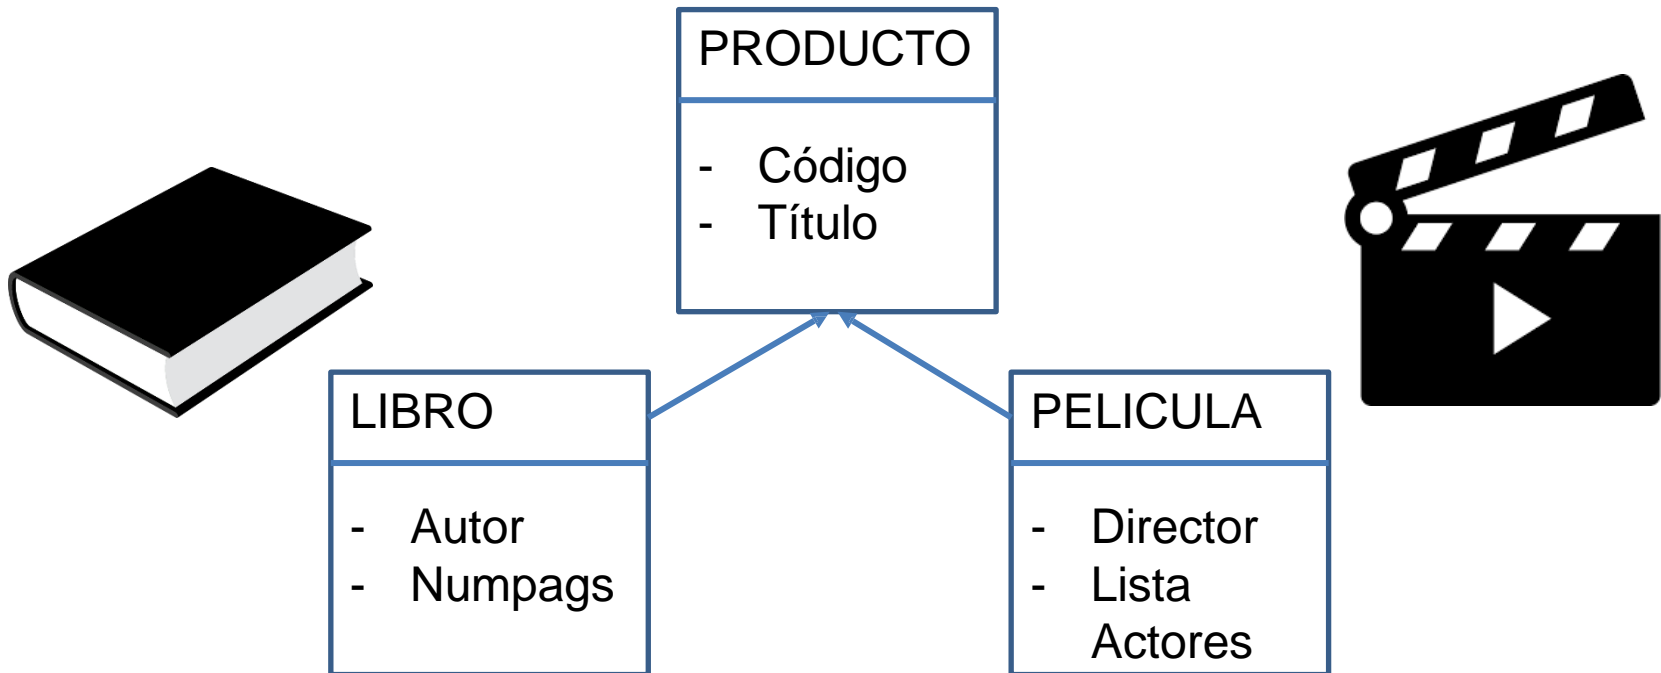 PRODUCTO
- Código
- Título
LIBRO
- Autor
- Numpags
PELICULA
- Director
- Lista
Actores